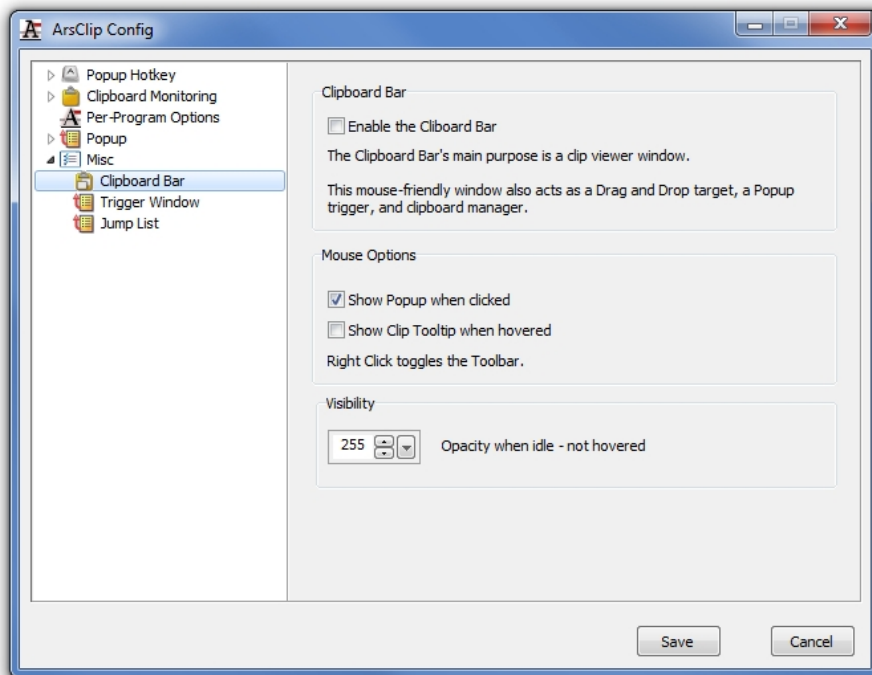 ArsClip Config
Popup Hotkey
Clipboard Monitoring
Per-Program Options
Popup
Misc
Clipboard Bar
Trigger Window
Jump List
Clipboard Bar
Enable the Cliboard Bar
The Clipboard Bar's main purpose is a clip viewer window.
This mouse-friendly window also acts as a Drag and Drop target, a Popup
trigger, and clipboard manager.
Mouse Options
Show Popup when clicked
Show Clip Tooltip when hovered
Right Click toggles the Toolbar.
Visibility
255 Opacity when idle - not hovered
Save Cancel